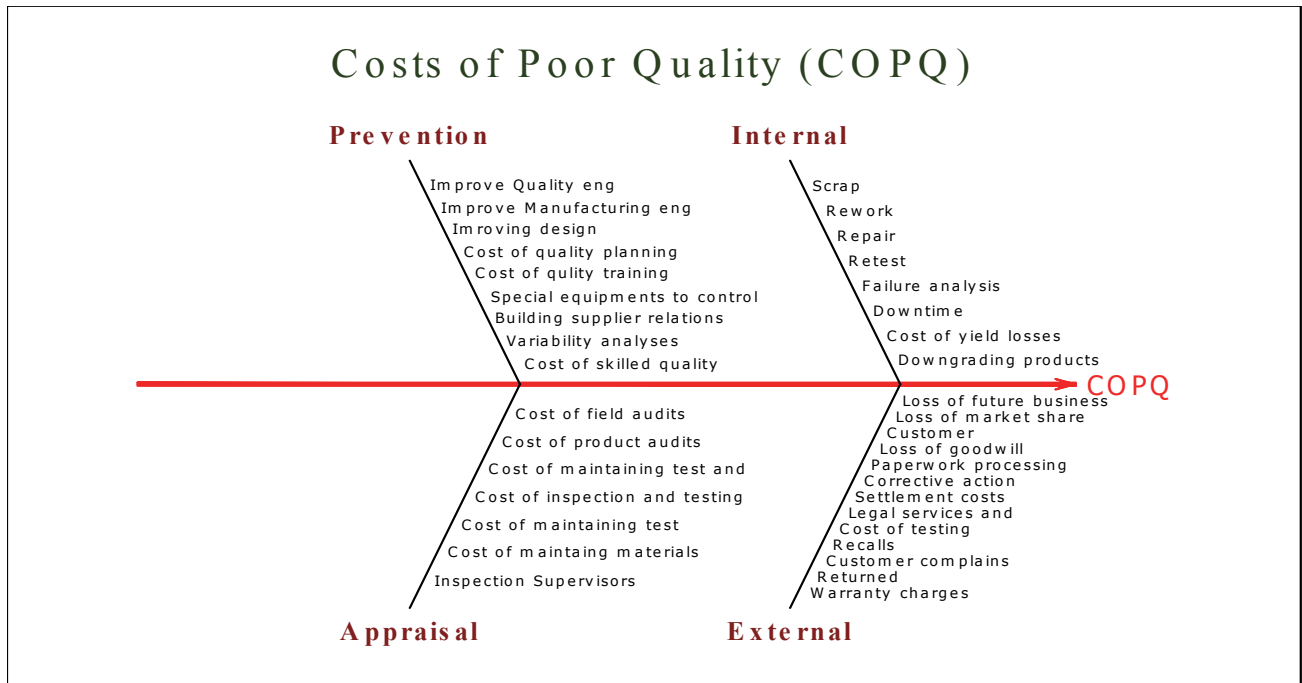 Costs of Poor Quality (COPQ)
Prevention
Improve Quality eng
Improve Manufacturing eng
Imroving design
Cost of quality planning
Cost of qulity training
Special equipments to control
Building supplier relations
Variability analyses
Cost of skilled quality
Internal
Scrap
Rework
Repair
Retest
Failure analysis
Downtime
Cost of yield losses
Downgrading products
COPQ
Cost of field audits
Cost of product audits
Cost of maintaining test and
Cost of inspection and testing
Cost of maintaining test
Cost of maintaing materials
Inspection Supervisors
Appraisal
Loss of future business
Loss of market share
Customer
Loss of goodwill
Paperwork processing
Corrective action
Settlement costs
Legal services and
Cost of testing
Recalls
Customer complains
Returned
Warranty charges
External